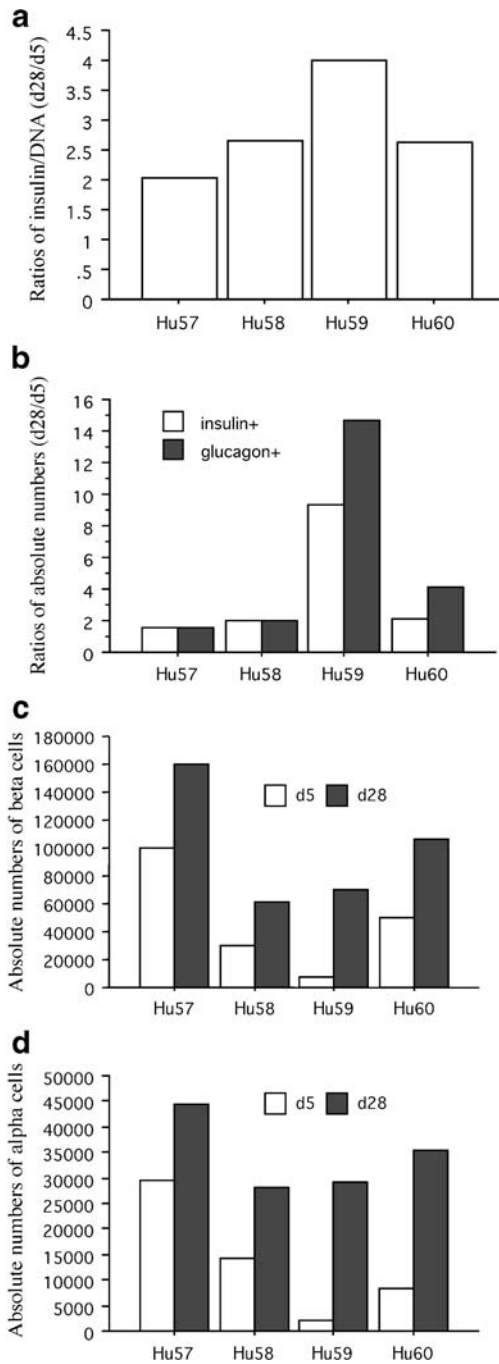 a
Ratios of insulin/DNA (d28/d5)
4.5
4
3.5
3
2.5
2
1.5
1
.5
0
Hu57 Hu58 Hu59 Hu60
b
Ratios of absolute numbers (d28/d5)
16
14
12
10
8
6
4
2
0
insulin+
glucagon+
Hu57 Hu58 Hu59 Hu60
c
Absolute numbers of beta cells
180000
160000
140000
120000
100000
80000
60000
40000
20000
0
d5 d28
Hu57 Hu58 Hu59 Hu60
d
Absolute numbers of alpha cells
50000
45000
40000
35000
30000
25000
20000
15000
10000
5000
0
d5 d28
Hu57 Hu58 Hu59 Hu60